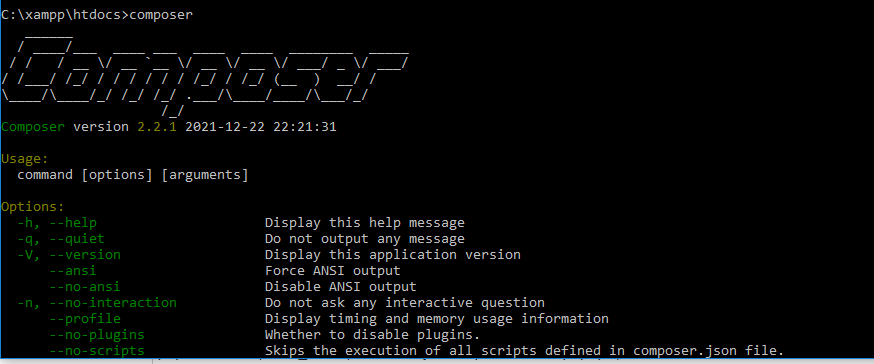 C:\xampp\htdocs>composer
   ______
  / ____/___  ____ ___  ____  ____  ________  _____
 / /   / __ \/ __ `__ \/ __ \/ __ \/ ___/ _ \/ ___/
/ /___/ /_/ / / / / / / /_/ / /_/ (__  )  __/ /
\____/\____/_/ /_/ /_/ .___/\____/____/\___/_/
                    /_/
Composer version 2.2.1 2021-12-22 22:21:31
Usage:
  command [options] [arguments]
Options:
  -h, --help                     Display this help message
  -q, --quiet                    Do not output any message
  -V, --version                  Display this application version
      --ansi                     Force ANSI output
      --no-ansi                  Disable ANSI output
  -n, --no-interaction           Do not ask any interactive question
      --profile                  Display timing and memory usage information
      --no-plugins               Whether to disable plugins.
      --no-scripts               Skips the execution of all scripts defined in composer.json file.